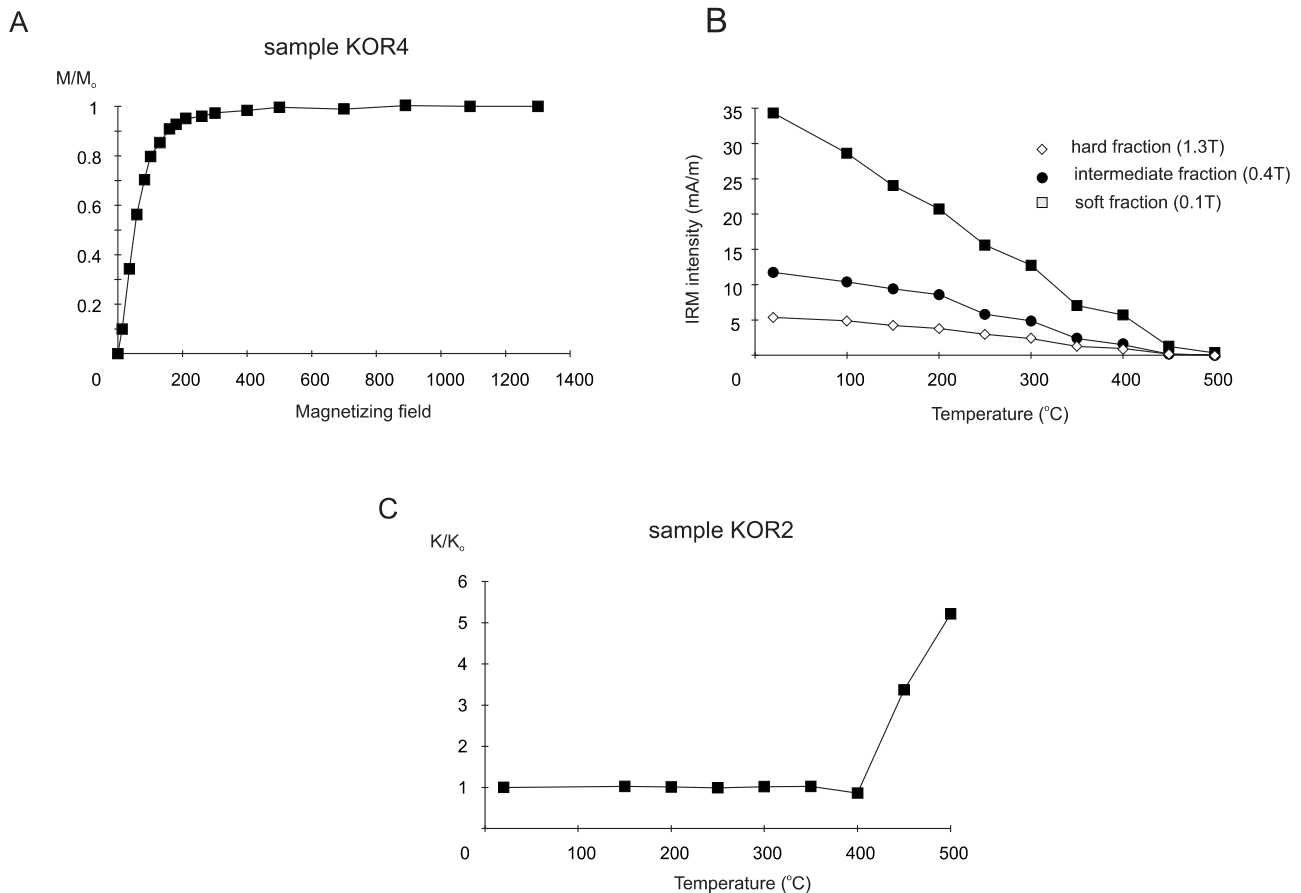 A
sample KOR4
M/Mₒ
1
0.8
0.6
0.4
0.2
0 200 400 600 800 1000 1200 1400
Magnetizing field
B
35
30
25
20
15
10
5
IRM intensity (mA/m)
hard fraction (1.3T)
intermediate fraction (0.4T)
soft fraction (0.1T)
0 100 200 300 400 500
Temperature (°C)
C
sample KOR2
K/Kₒ
6
5
4
3
2
1
0 100 200 300 400 500
Temperature (°C)